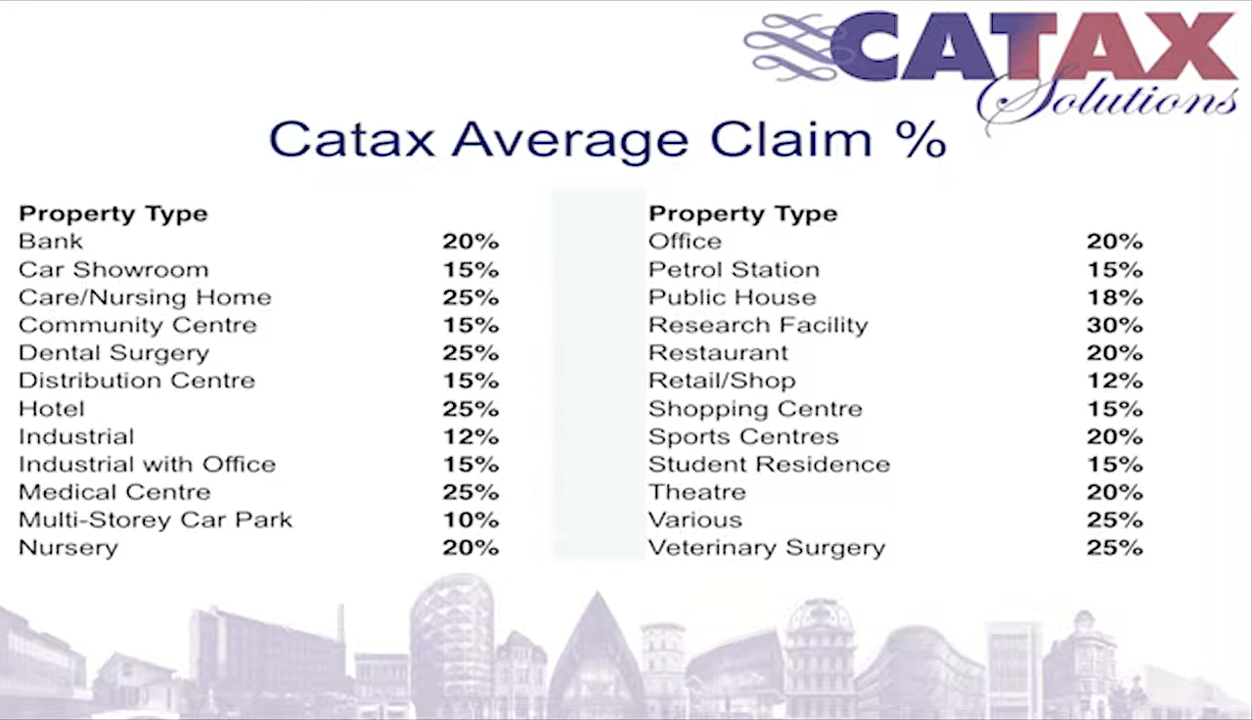 CATAX
Solutions
Catax Average Claim %
Property Type
Bank 20%
Car Showroom 15%
Care/Nursing Home 25%
Community Centre 15%
Dental Surgery 25%
Distribution Centre 15%
Hotel 25%
Industrial 12%
Industrial with Office 15%
Medical Centre 25%
Multi-Storey Car Park 10%
Nursery 20%
Property Type
Office 20%
Petrol Station 15%
Public House 18%
Research Facility 30%
Restaurant 20%
Retail/Shop 12%
Shopping Centre 15%
Sports Centres 20%
Student Residence 15%
Theatre 20%
Various 25%
Veterinary Surgery 25%